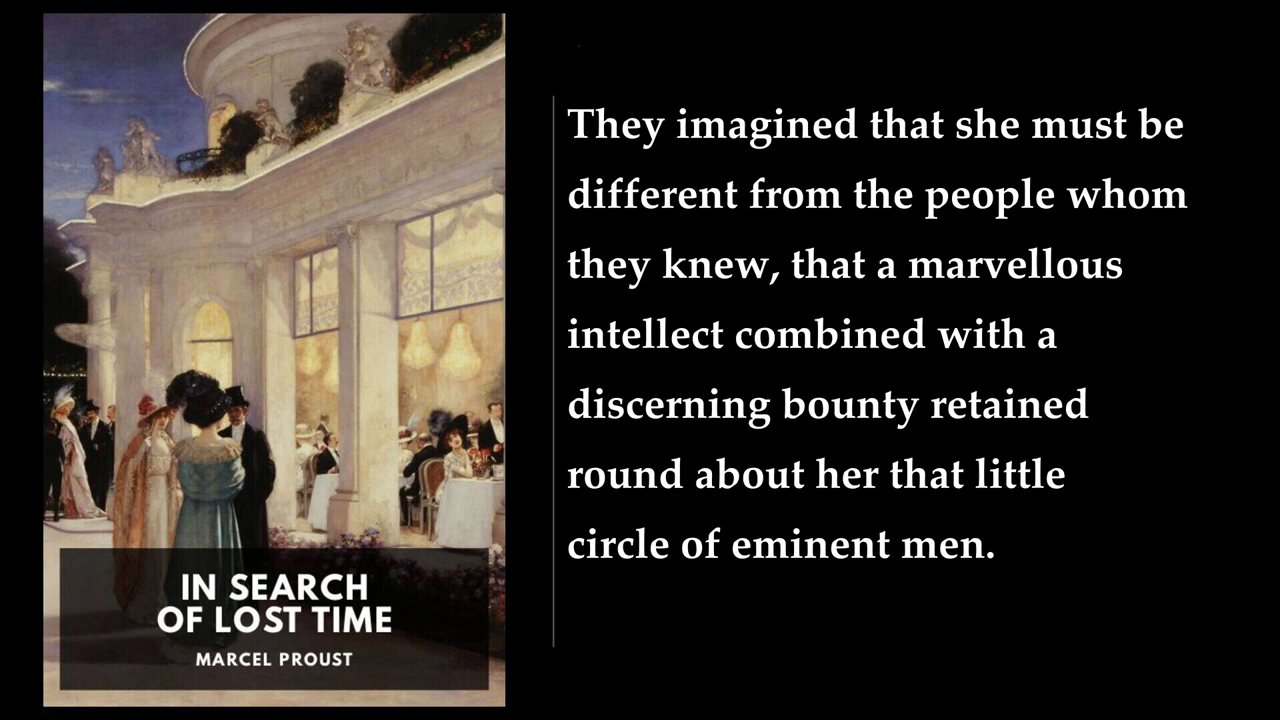 They imagined that she must be
different from the people whom
they knew, that a marvellous
intellect combined with a
discerning bounty retained
round about her that little
circle of eminent men.
IN SEARCH
OF LOST TIME
MARCEL PROUST